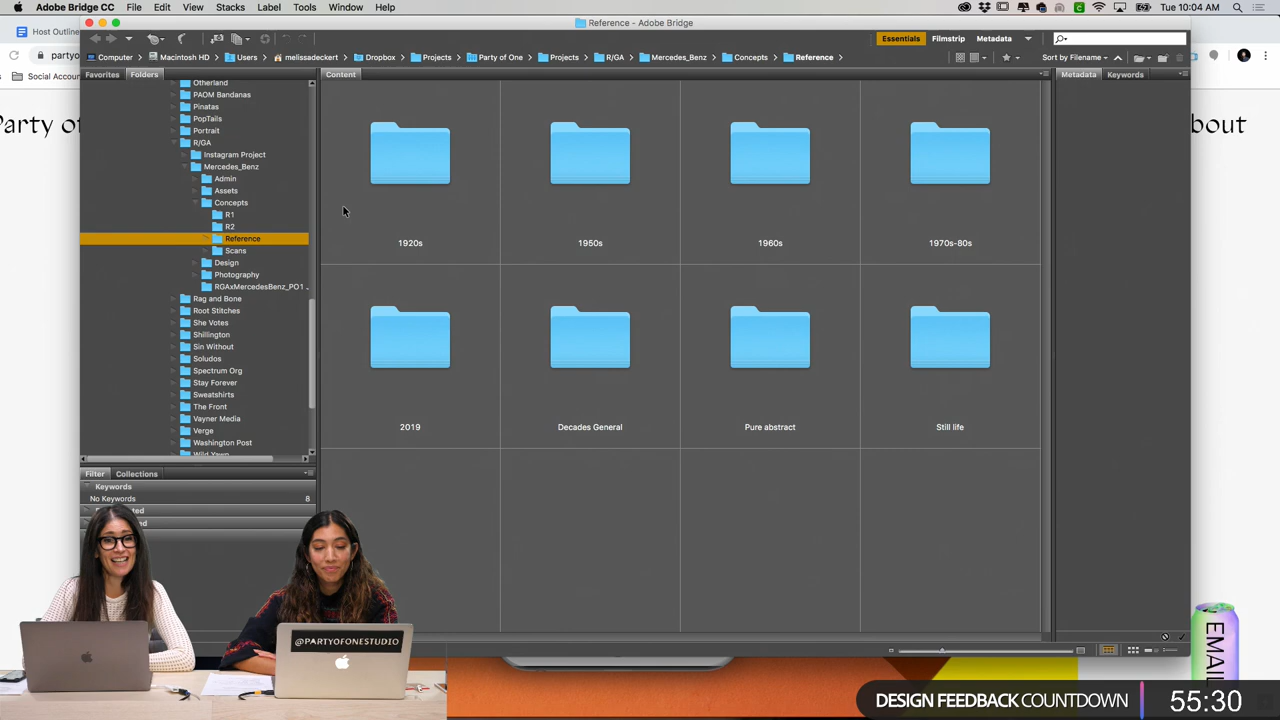 Adobe Bridge CC File Edit View Stacks Label Tools Window Help
Tue 10:04 AM
Host Outline
partyo
Social Accoun
Party of
bout
Reference - Adobe Bridge
Essentials Filmstrip Metadata
Computer Macintosh HD Users melissadeckert Dropbox Projects Party of One Projects R/GA Mercedes_Benz Concepts Reference
Sort by Filename
Favorites Folders
Otherland
PAOM Bandanas
Pinatas
PopTails
Portrait
R/GA
Instagram Project
Mercedes_Benz
Admin
Assets
Concepts
R1
R2
Reference
Scans
Design
Photography
RGAxMercedesBenz_PO1 ..
Rag and Bone
Root Stitches
She Votes
Shillington
Sin Without
Soludos
Spectrum Org
Stay Forever
Sweatshirts
The Front
Vayner Media
Verge
Washington Post
Wild Yawn
Filter Collections
Keywords
No Keywords 8
Content
1920s 1950s 1960s 1970s-80s
2019 Decades General Pure abstract Still life
Metadata Keywords
@PARTYOFONESTUDIO
EMAIL
DESIGN FEEDBACK COUNTDOWN 55:30